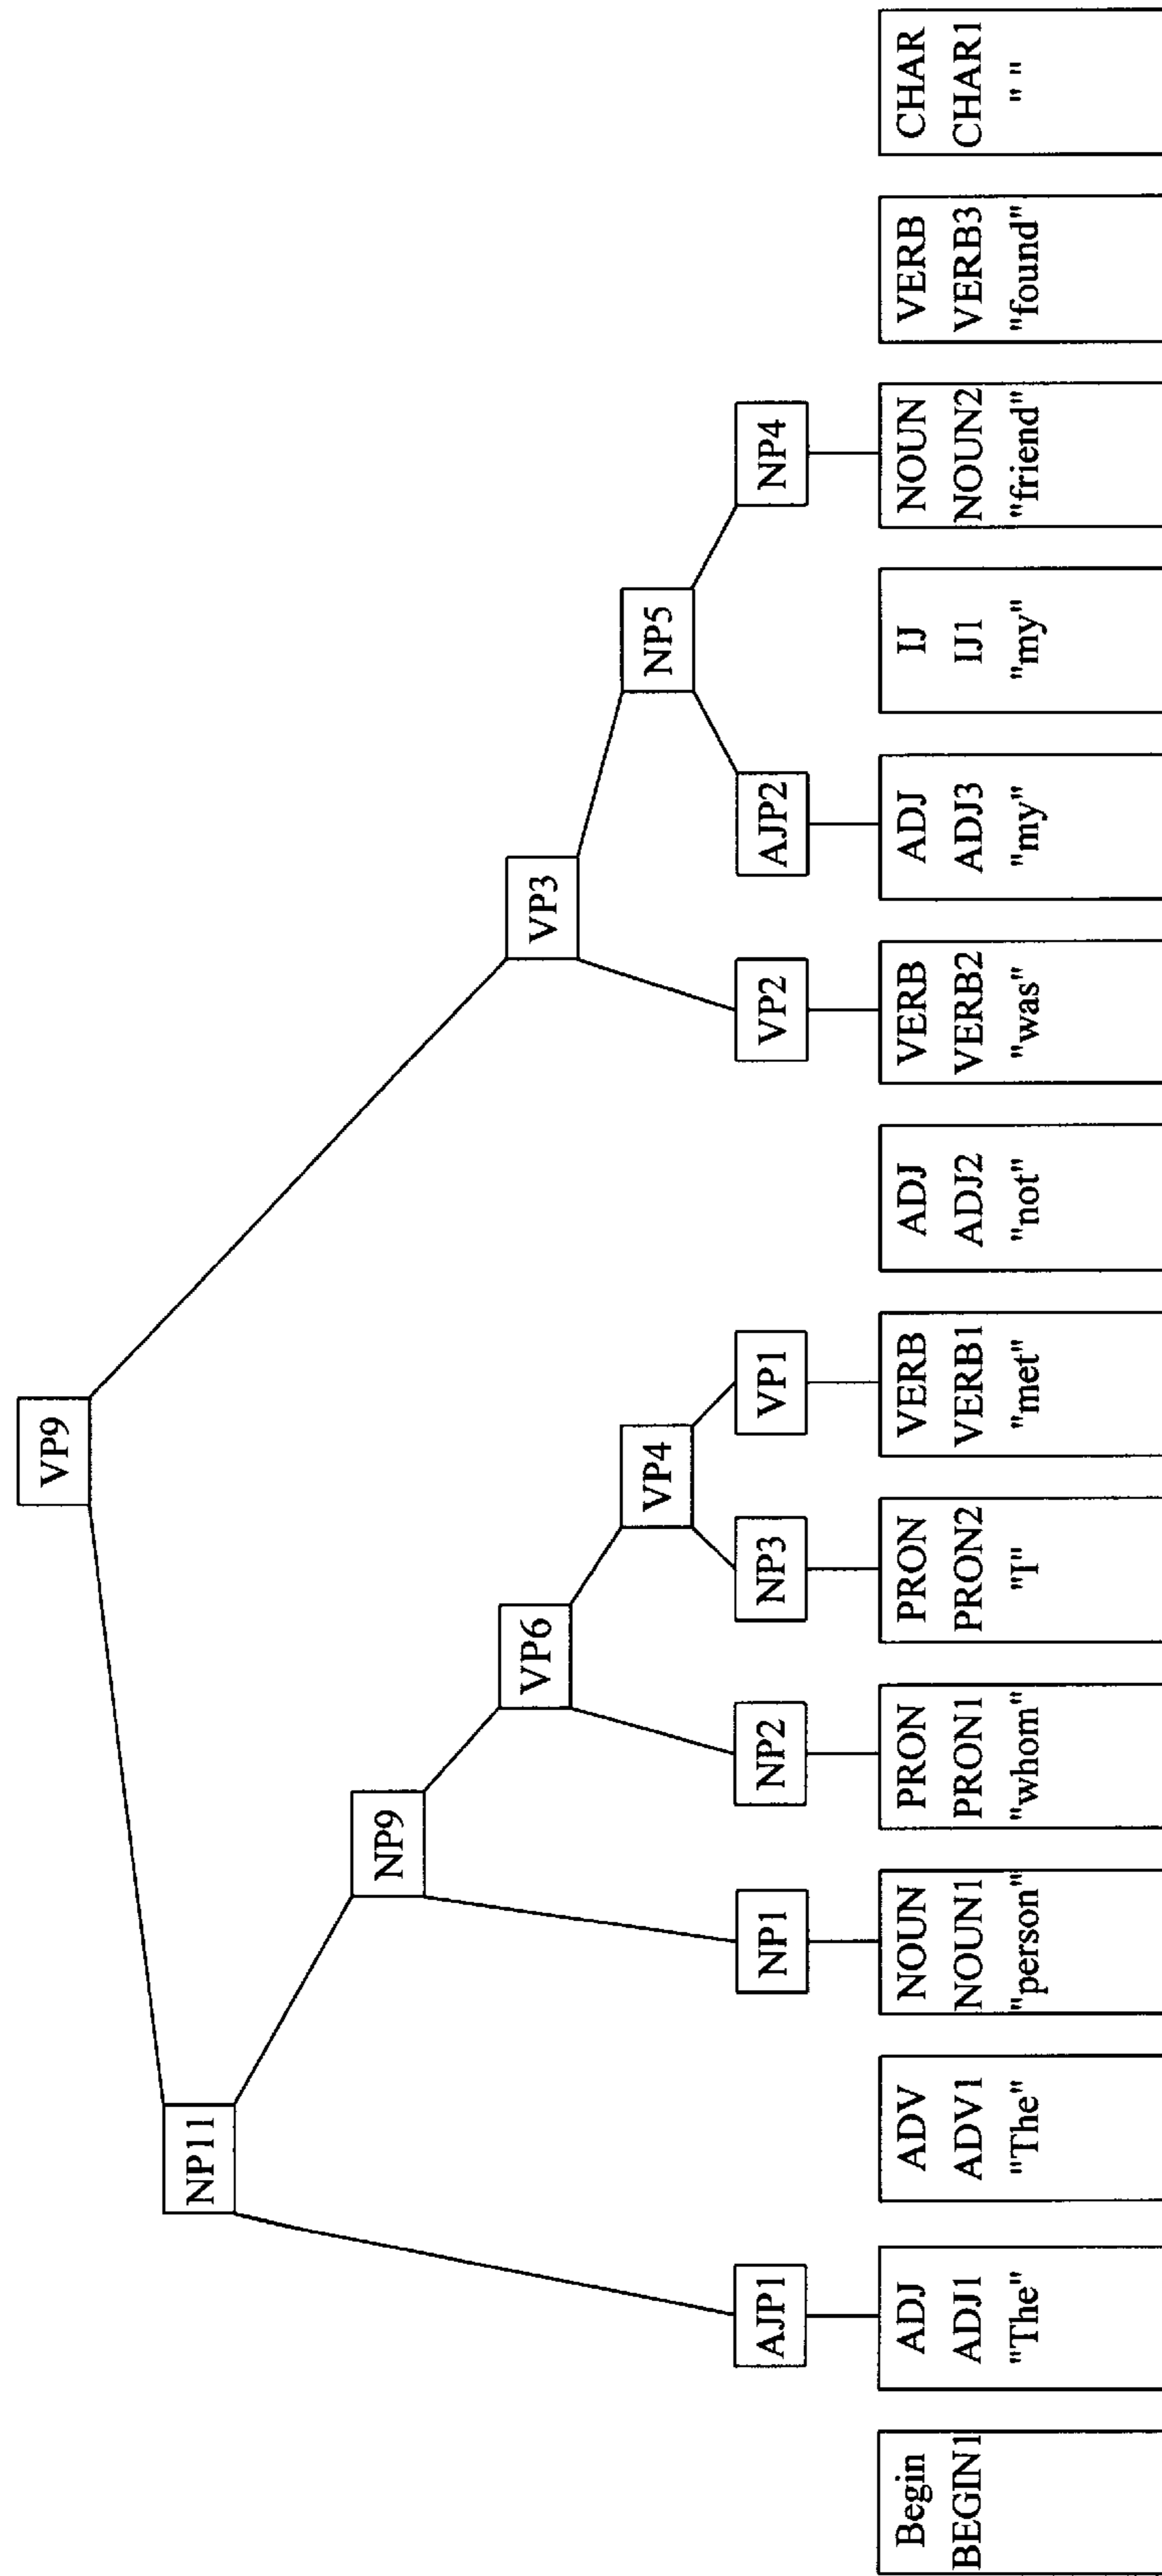 VP9
NP11
NP9
VP6
VP3
VP4
NP5
AJP1
NP1
NP2
NP3
VP1
VP2
AJP2
NP4
Begin
BEGIN1
ADJ
ADJ1
"The"
ADV
ADV1
"The"
NOUN
NOUN1
"person"
PRON
PRON1
"whom"
PRON
PRON2
"I"
VERB
VERB1
"met"
ADJ
ADJ2
"not"
VERB
VERB2
"was"
ADJ
ADJ3
"my"
IJ
IJ1
"my"
NOUN
NOUN2
"friend"
VERB
VERB3
"found"
CHAR
CHAR1
" "